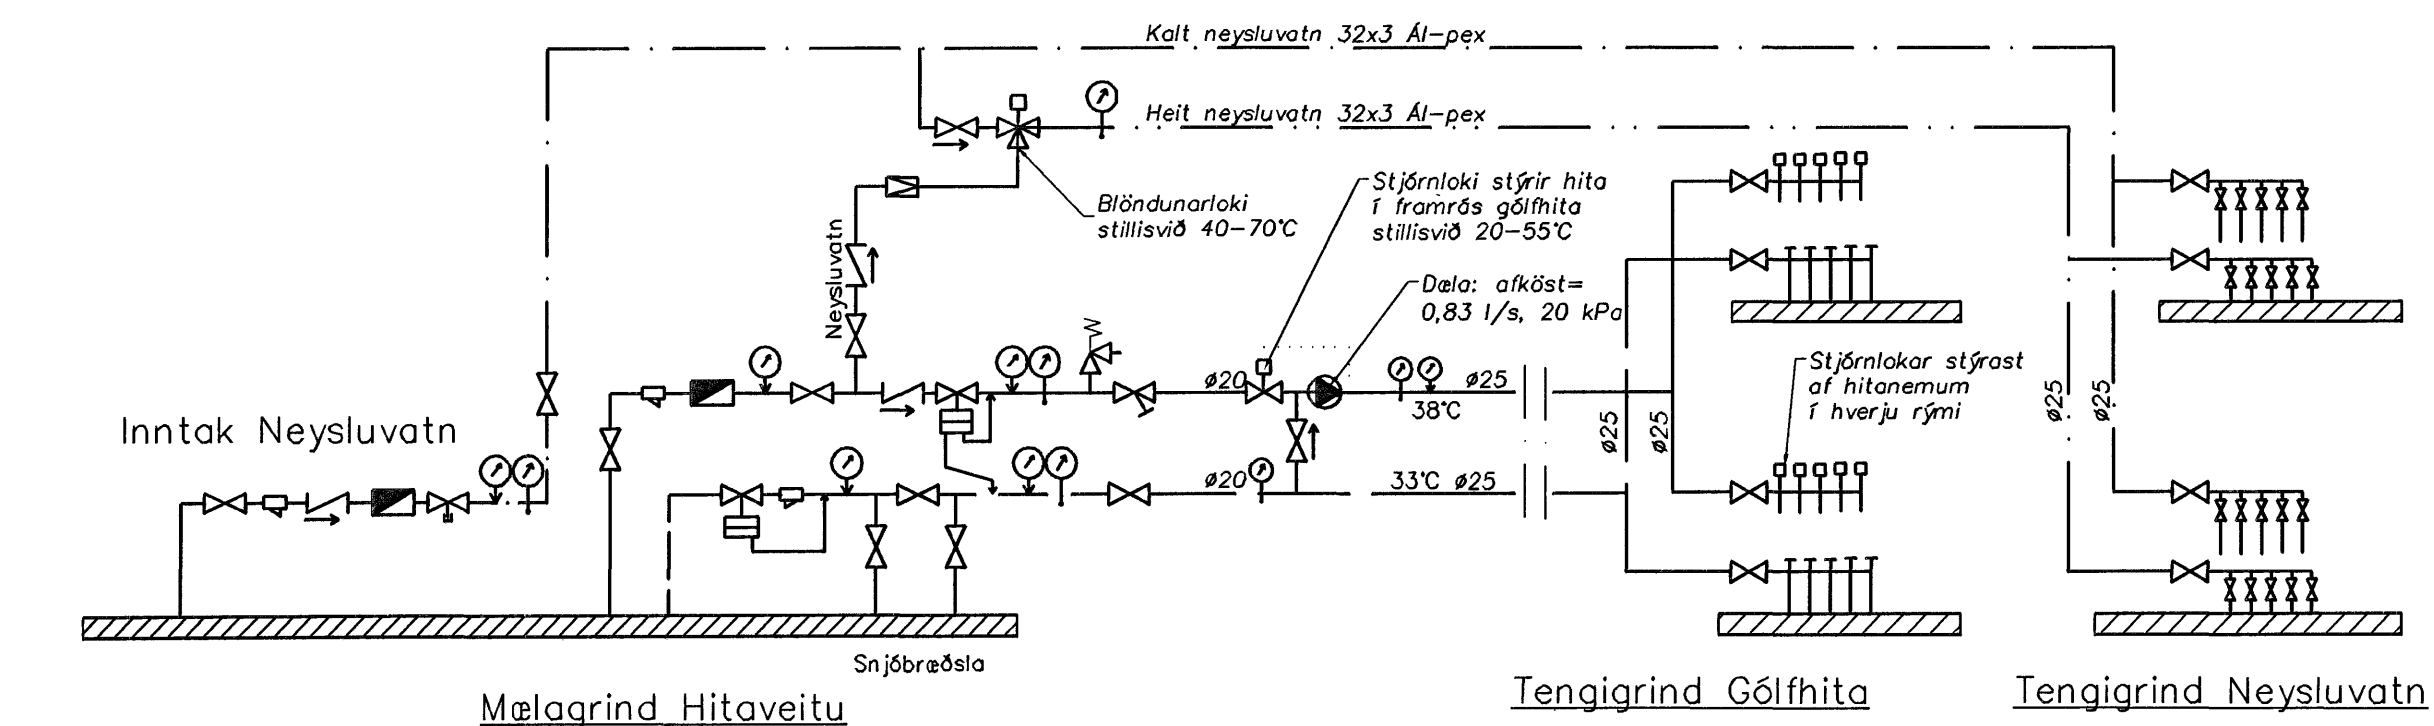 Kalt neysluvatn 32x3 Ál-pex
Heit neysluvatn 32x3 Ál-pex
Stjórnloki stýrir hita
í framrás gólfhita
stillisvið 20-55°C
Blöndunarloki
stillisvið 40-70°C
Neysluvatn
Dæla: afköst=
0,83 l/s, 20 kPa
Stjórnlokar stýrast
af hitanemum
í hverju rými
ø20
ø25
38°C
ø25
ø25
ø25
ø25
Inntak Neysluvatn
ø20
33°C ø25
Snjóbræðsla
Mælagrind Hitaveitu
Tengigrind Gólfhita
Tengigrind Neysluvatn